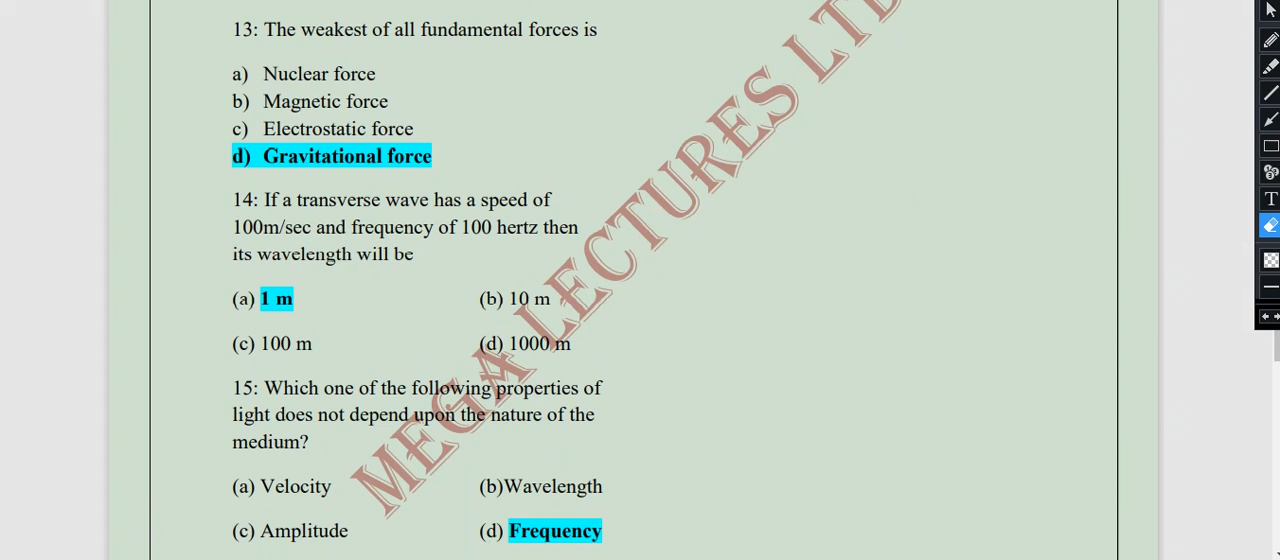 13: The weakest of all fundamental forces is
a) Nuclear force
b) Magnetic force
c) Electrostatic force
d) Gravitational force
14: If a transverse wave has a speed of
100m/sec and frequency of 100 hertz then
its wavelength will be
(a) 1 m (b) 10 m
(c) 100 m (d) 1000 m
15: Which one of the following properties of
light does not depend upon the nature of the
medium?
(a) Velocity (b)Wavelength
(c) Amplitude (d) Frequency
MEGA LECTURES LT
T